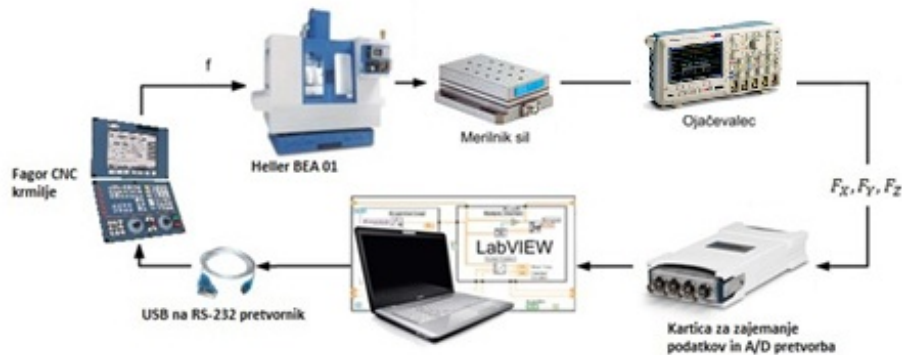 f
Heller BEA 01
Merilnik sil
Ojačevalec
Fagor CNC
krmilje
F_X, F_Y, F_Z
LabVIEW
USB na RS-232 pretvornik
Kartica za zajemanje
podatkov in A/D pretvorba